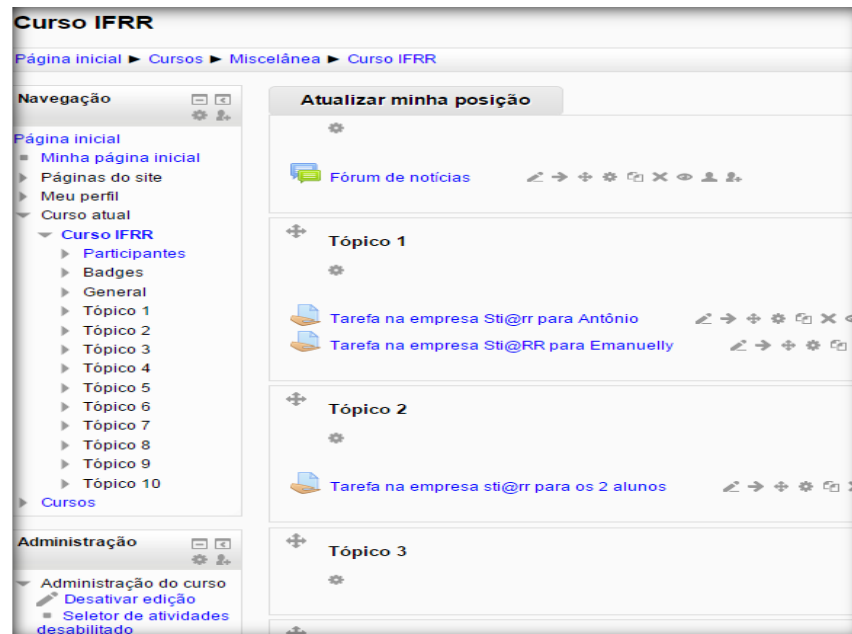 Curso IFRR
Página inicial ► Cursos ► Miscelânea ► Curso IFRR
Navegação
Página inicial
Minha página inicial
Páginas do site
Meu perfil
Curso atual
Curso IFRR
Participantes
Badges
General
Tópico 1
Tópico 2
Tópico 3
Tópico 4
Tópico 5
Tópico 6
Tópico 7
Tópico 8
Tópico 9
Tópico 10
Cursos
Administração
Administração do curso
Desativar edição
Seletor de atividades
desabilitado
Atualizar minha posição
Fórum de notícias
Tópico 1
Tarefa na empresa Sti@rr para Antônio
Tarefa na empresa Sti@RR para Emanuelly
Tópico 2
Tarefa na empresa sti@rr para os 2 alunos
Tópico 3